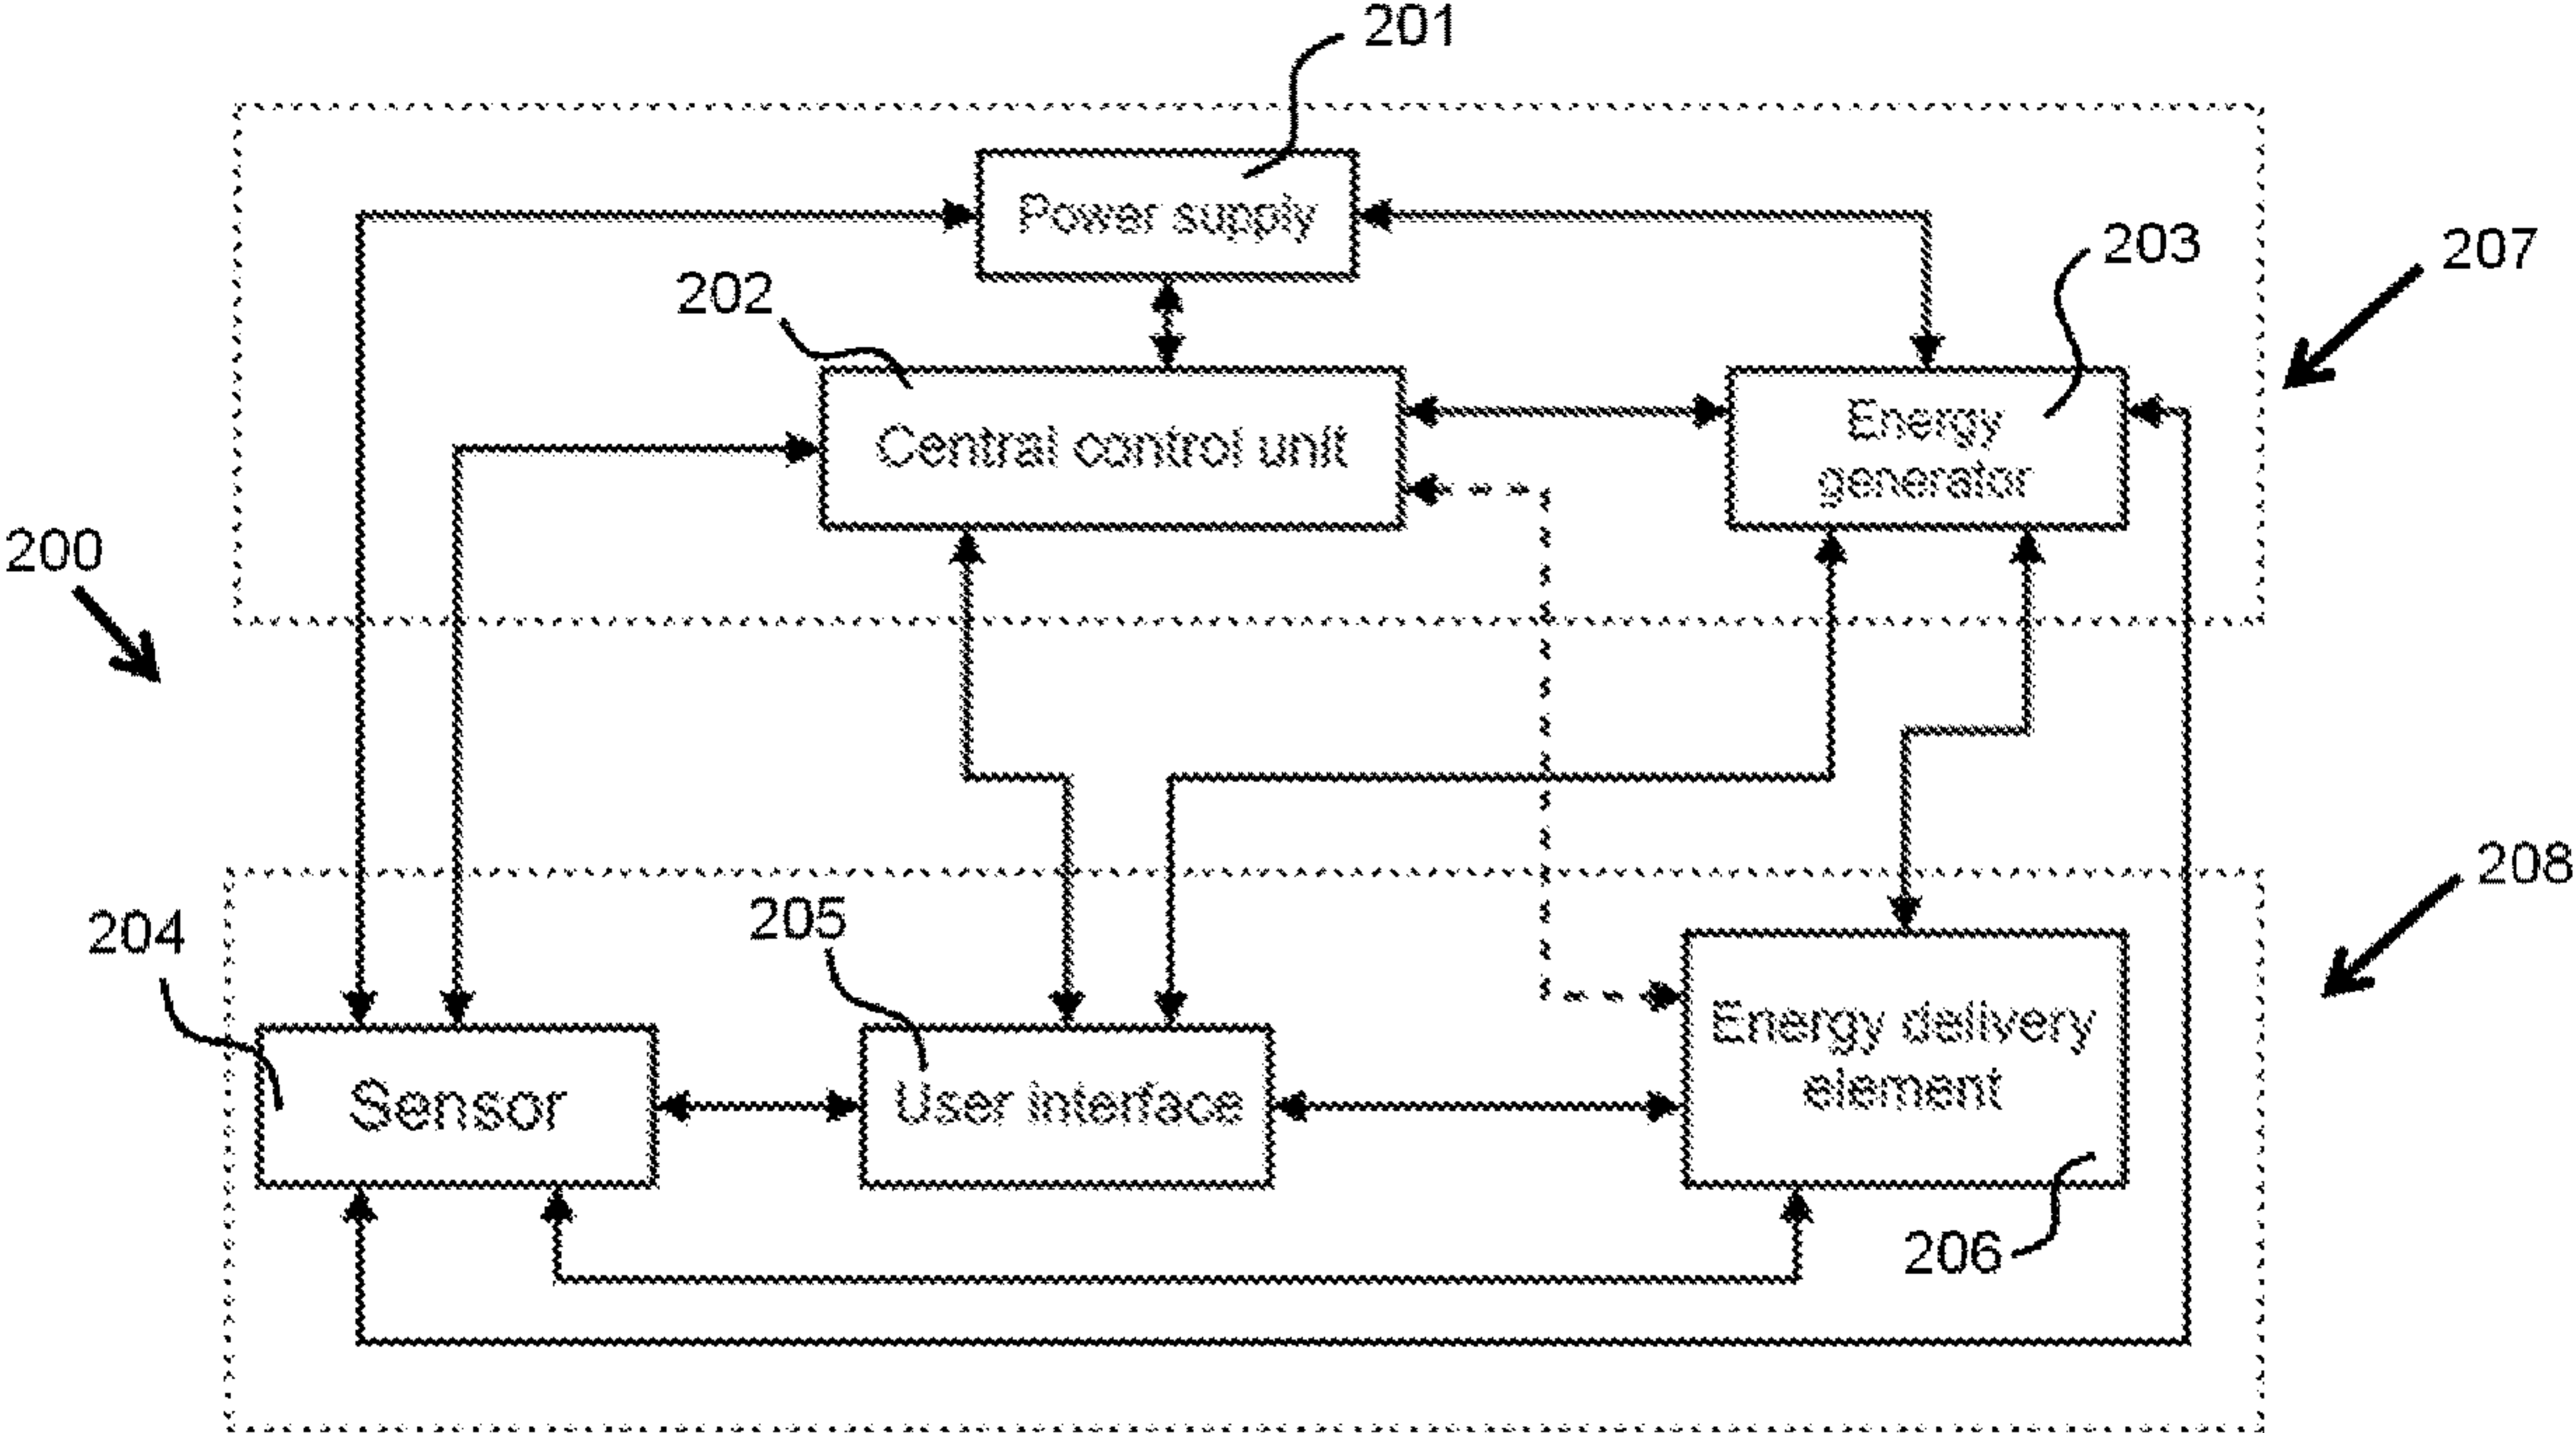 201
Power supply
203
207
202
Energy
generator
Central control unit
200
208
204
205
Energy delivery
element
Sensor
User interface
206